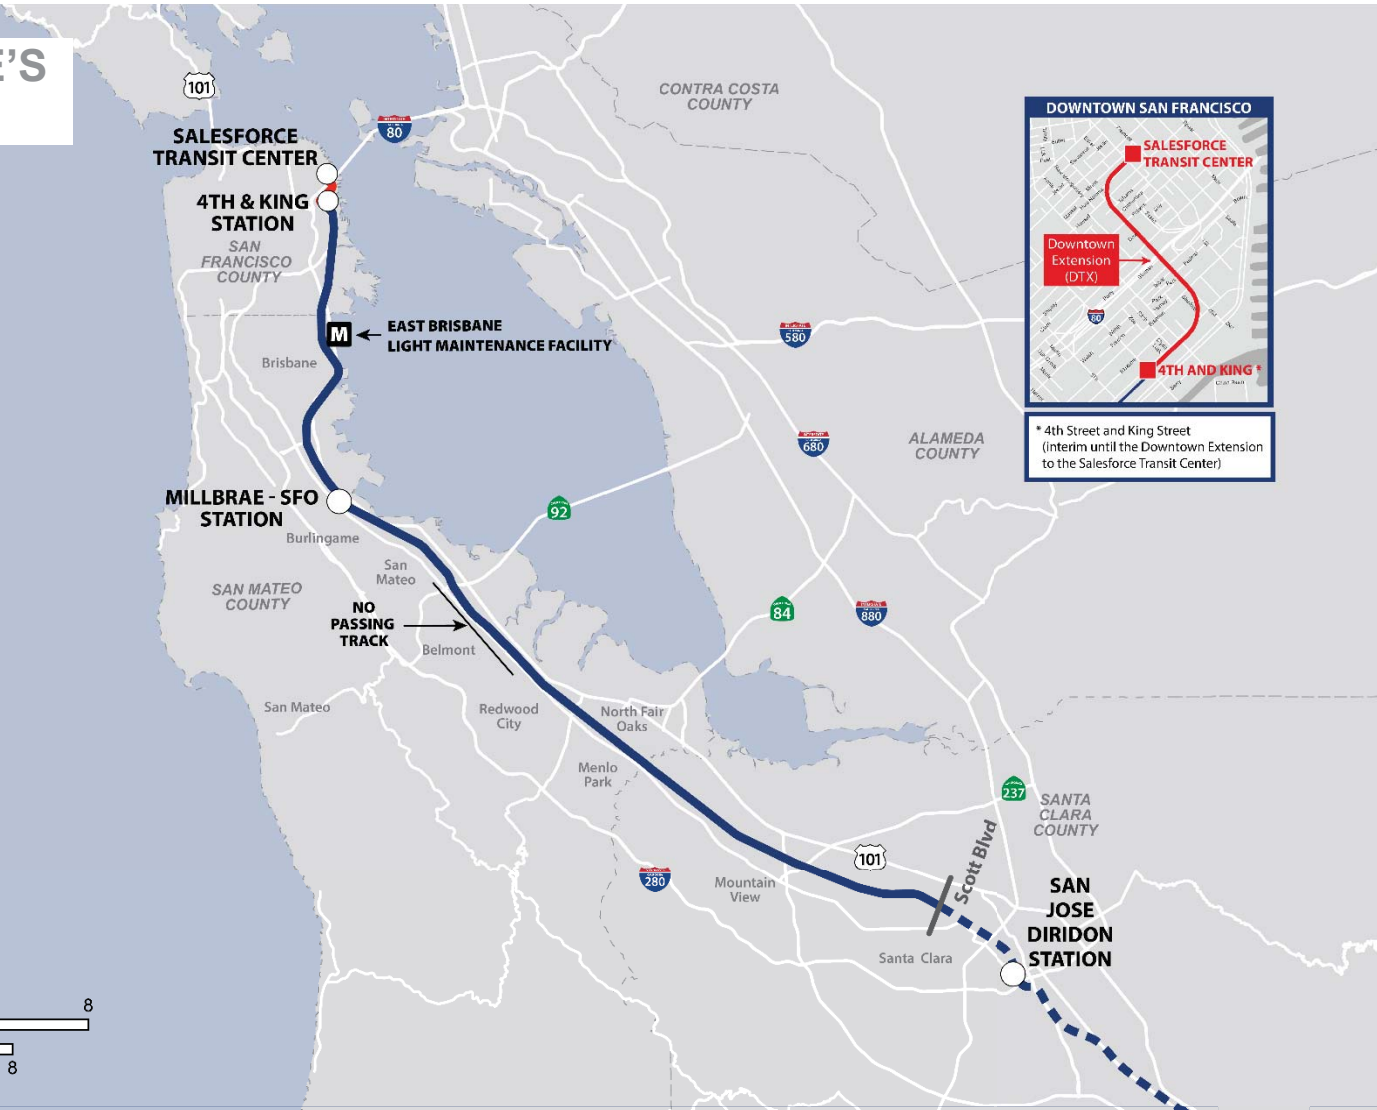 E'S
101
80
SALESFORCE
TRANSIT CENTER
4TH & KING
STATION
SAN
FRANCISCO
COUNTY
CONTRA COSTA
COUNTY
M
EAST BRISBANE
LIGHT MAINTENANCE FACILITY
Brisbane
580
680
ALAMEDA
COUNTY
MILLBRAE - SFO
STATION
Burlingame
92
San
Mateo
SAN MATEO
COUNTY
NO
PASSING
TRACK
Belmont
84
880
San Mateo
Redwood
City
North Fair
Oaks
Menlo
Park
237
SANTA
CLARA
COUNTY
Scott Blvd
101
280
Mountain
View
SAN
JOSE
DIRIDON
STATION
Santa Clara
8
8
DOWNTOWN SAN FRANCISCO
SALESFORCE
TRANSIT CENTER
Downtown
Extension
(DTX)
80
4TH AND KING *
* 4th Street and King Street
(interim until the Downtown Extension
to the Salesforce Transit Center)